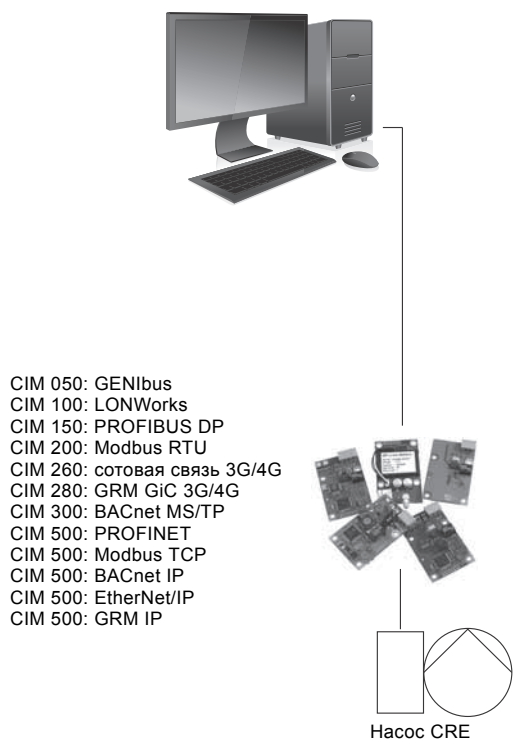 CIM 050: GENIbus
CIM 100: LONWorks
CIM 150: PROFIBUS DP
CIM 200: Modbus RTU
CIM 260: сотовая связь 3G/4G
CIM 280: GRM GiC 3G/4G
CIM 300: BACnet MS/TP
CIM 500: PROFINET
CIM 500: Modbus TCP
CIM 500: BACnet IP
CIM 500: EtherNet/IP
CIM 500: GRM IP
Насос CRE